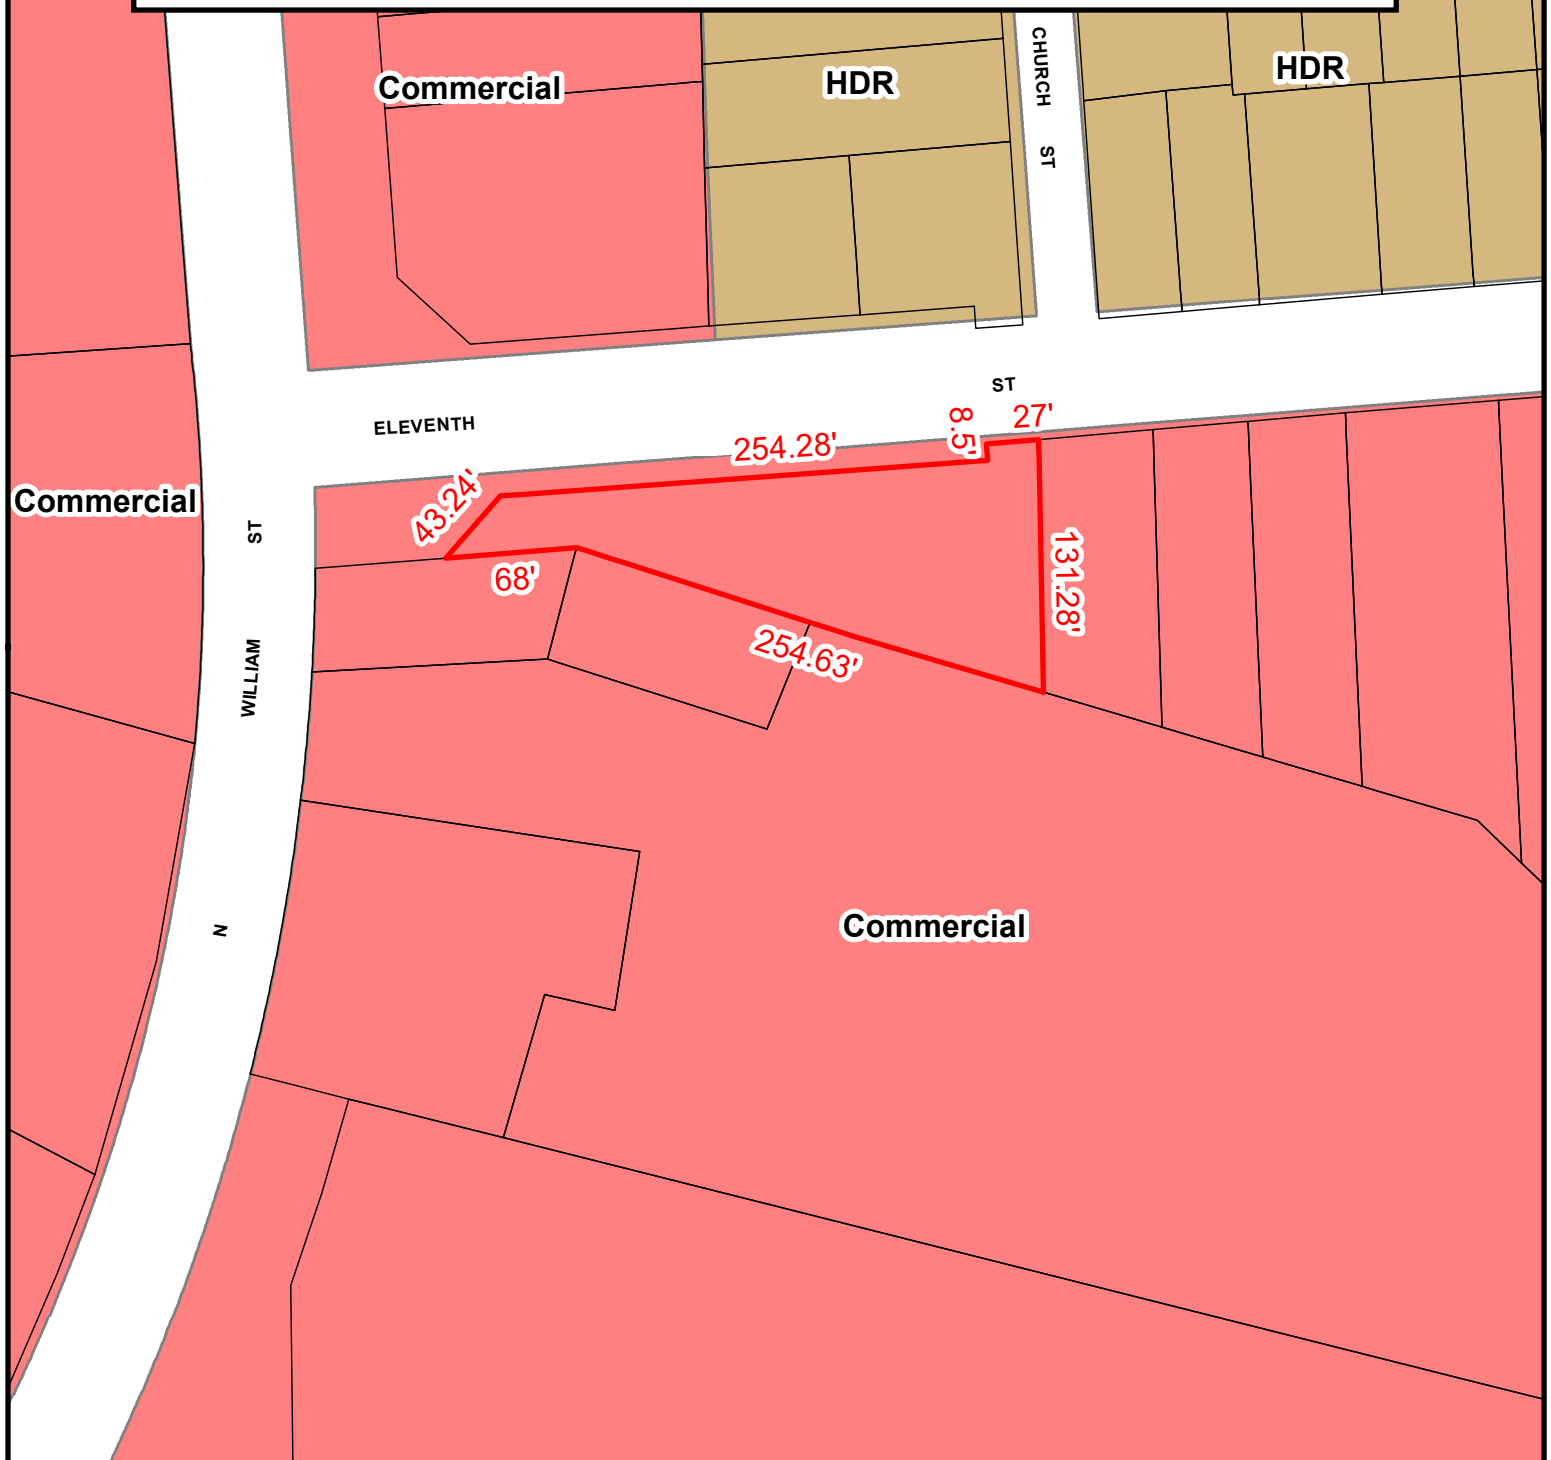 CHURCH ST
HDR
HDR
Commercial
ST
ELEVENTH
8.5'
27'
254.28'
43.24'
Commercial
ST
68'
131.28'
254.63'
WILLIAM
Commercial
N